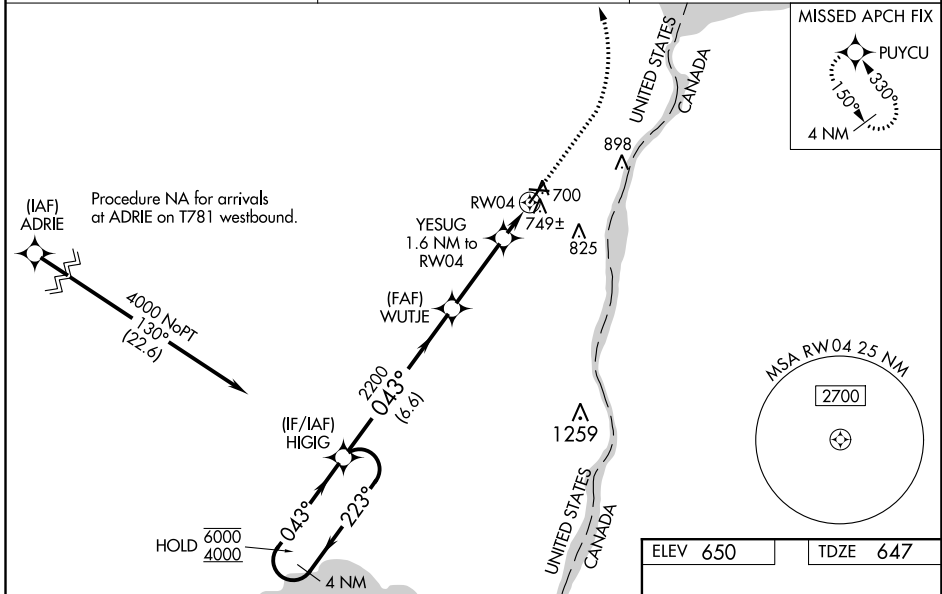 MISSED APCH FIX
PUYCU
330°
150°
4 NM
UNITED STATES
CANADA
898
(IAF)
ADRIE
Procedure NA for arrivals
at ADRIE on T781 westbound.
RW04
700
749±
825
YESUG
1.6 NM to
RW04
(FAF)
WUTJE
4000 NoPT
130°
(22.6)
2200
043°
(6.6)
(IF/IAF)
HIGIG
1259
MSA RW04 25 NM
2700
043°
223°
HOLD 6000
4000
4 NM
UNITED STATES
CANADA
ELEV 650
TDZE 647